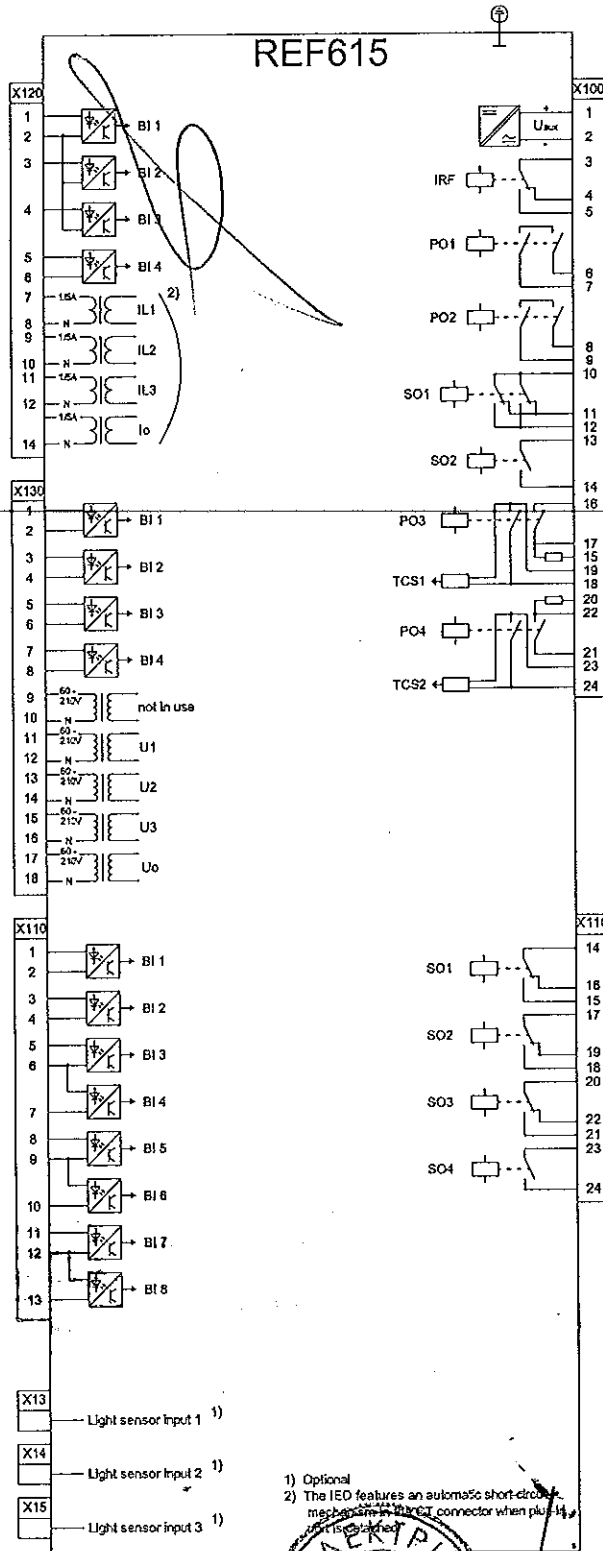 REF615
X120
1
2
BI 1
3
BI 2
4
BI 3
5
6
BI 4
7
1/5A
2)
8
N
IL1
9
1/5A
10
N
IL2
11
1/5A
12
N
IL3
1/5A
14
N
Io
X130
1
2
BI 1
3
4
BI 2
5
6
BI 3
7
8
BI 4
9
60-
210V
10
N
not in use
11
60-
210V
12
N
U1
13
60-
210V
14
N
U2
15
60-
210V
16
N
U3
17
60-
210V
18
N
Uo
X110
1
2
BI 1
3
4
BI 2
5
6
BI 3
7
BI 4
8
9
BI 5
10
BI 6
11
12
BI 7
13
BI 8
X13
Light sensor input 1 1)
X14
Light sensor input 2 1)
X15
Light sensor input 3 1)
X100
+
1
Uaux
2
-
3
IRF
4
5
PO1
6
7
PO2
8
9
10
SO1
11
12
13
SO2
14
16
PO3
17
15
19
TCS1
18
20
22
PO4
21
23
TCS2
24
X110
14
SO1
16
15
17
SO2
19
18
20
SO3
22
21
23
SO4
24
1) Optional
2) The IED features an automatic short-circuit
mechanism in the CT connector when plug-in
unit is detached